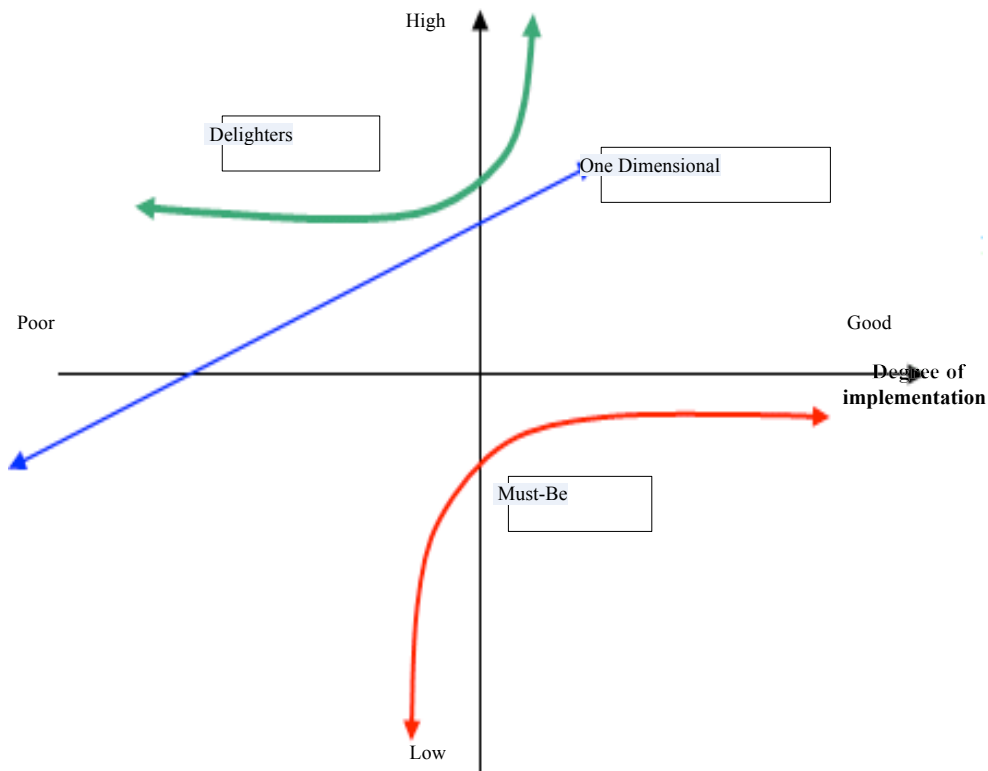 High
Delighters
One Dimensional
Poor
Good
Degree of
implementation
Must-Be
Low